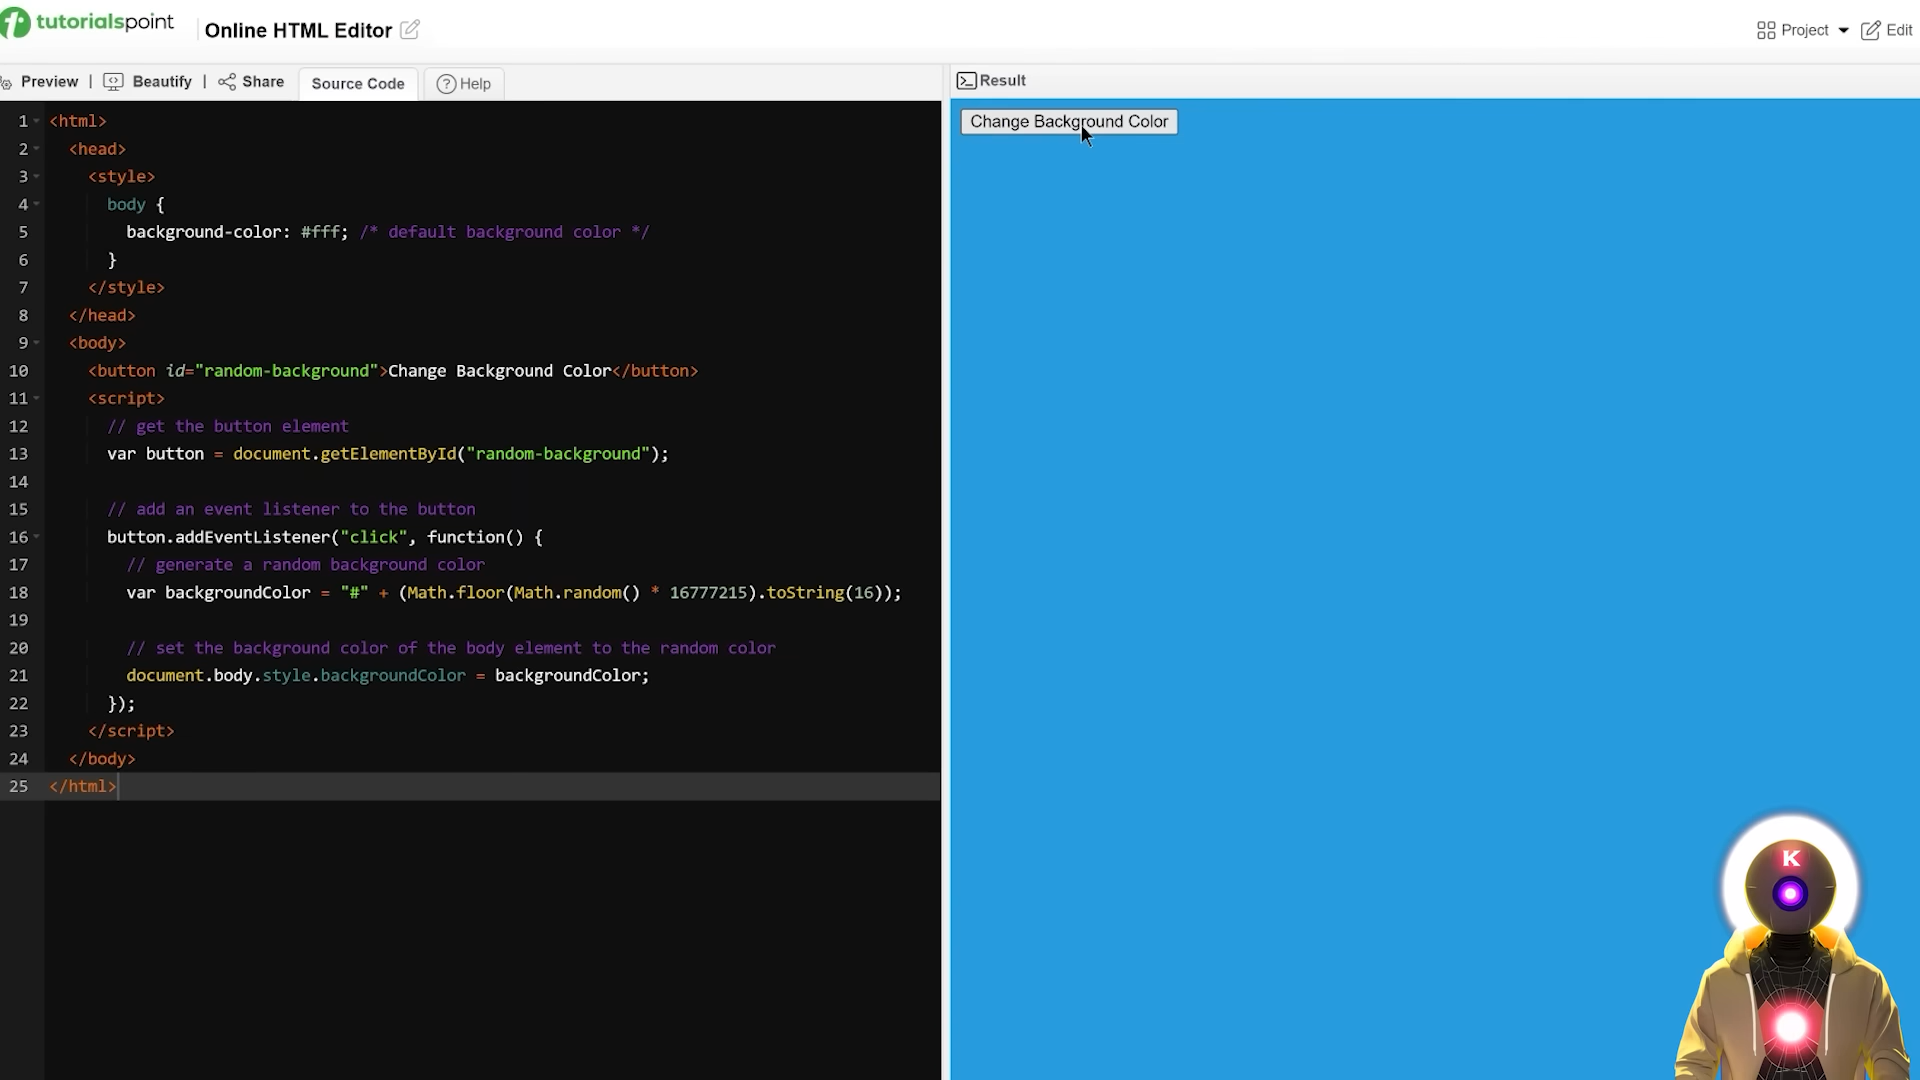 tutorialspoint
Online HTML Editor
Project
Edit
Preview | Beautify | Share
Source Code
Help
Result
1 <html>
2 <head>
3 <style>
4 body {
5 background-color: #fff; /* default background color */
6 }
7 </style>
8 </head>
9 <body>
10 <button id="random-background">Change Background Color</button>
11 <script>
12 // get the button element
13 var button = document.getElementById("random-background");
14
15 // add an event listener to the button
16 button.addEventListener("click", function() {
17 // generate a random background color
18 var backgroundColor = "#" + (Math.floor(Math.random() * 16777215).toString(16));
19
20 // set the background color of the body element to the random color
21 document.body.style.backgroundColor = backgroundColor;
22 });
23 </script>
24 </body>
25 </html>
Change Background Color
K